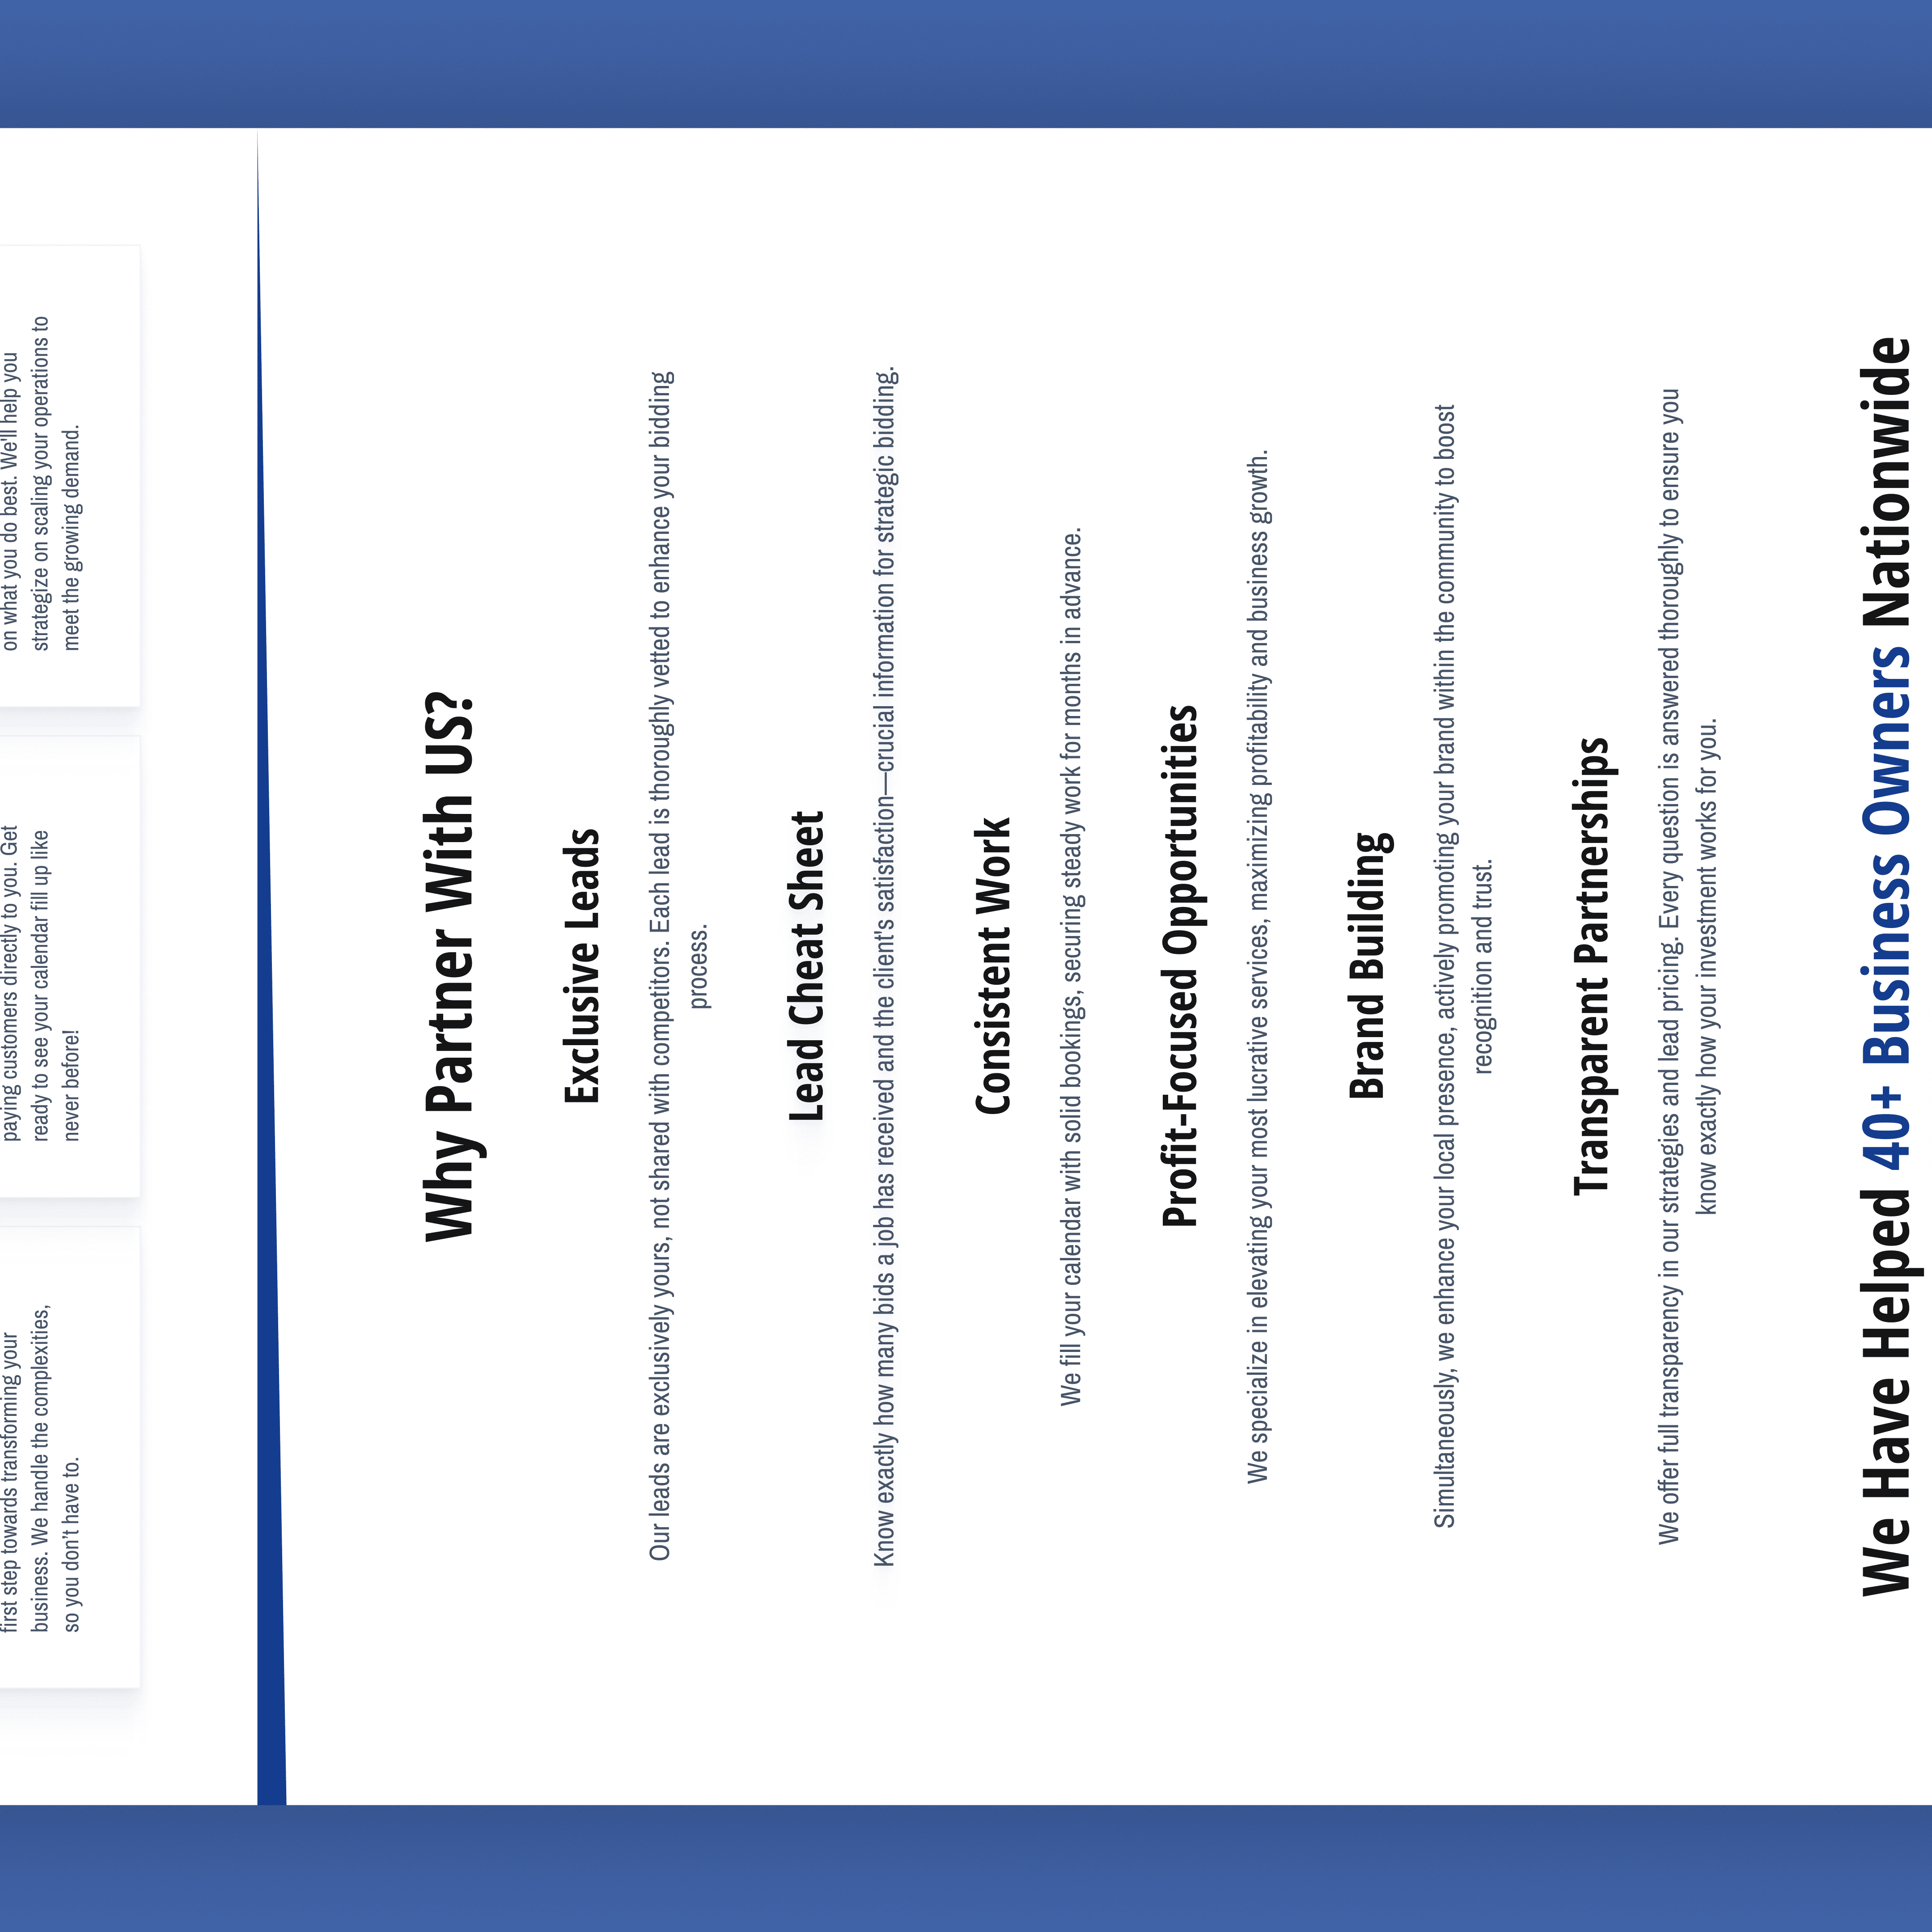 first step towards transforming your
business. We handle the complexities,
so you don’t have to.
paying customers directly to you. Get
ready to see your calendar fill up like
never before!
on what you do best. We'll help you
strategize on scaling your operations to
meet the growing demand.
Why Partner With US?
Exclusive Leads
Our leads are exclusively yours, not shared with competitors. Each lead is thoroughly vetted to enhance your bidding
process.
Lead Cheat Sheet
Know exactly how many bids a job has received and the client's satisfaction—crucial information for strategic bidding.
Consistent Work
We fill your calendar with solid bookings, securing steady work for months in advance.
Profit-Focused Opportunities
We specialize in elevating your most lucrative services, maximizing profitability and business growth.
Brand Building
Simultaneously, we enhance your local presence, actively promoting your brand within the community to boost
recognition and trust.
Transparent Partnerships
We offer full transparency in our strategies and lead pricing. Every question is answered thoroughly to ensure you
know exactly how your investment works for you.
We Have Helped 40+ Business Owners Nationwide